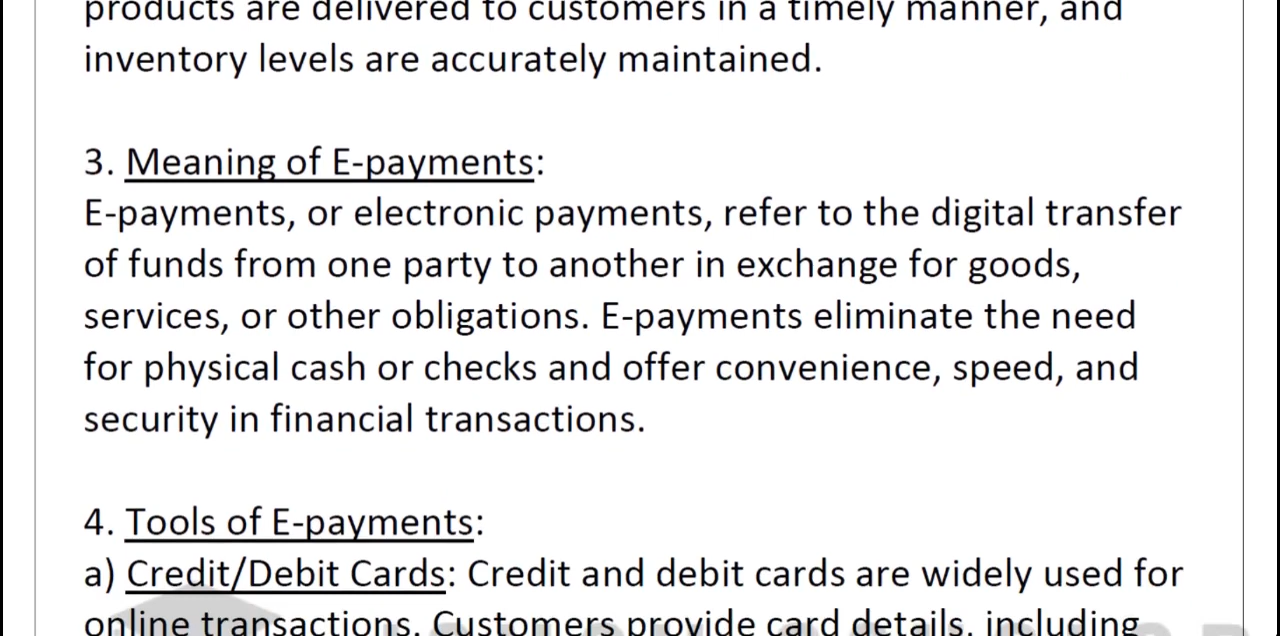 products are delivered to customers in a timely manner, and
inventory levels are accurately maintained.
3. Meaning of E-payments:
E-payments, or electronic payments, refer to the digital transfer
of funds from one party to another in exchange for goods,
services, or other obligations. E-payments eliminate the need
for physical cash or checks and offer convenience, speed, and
security in financial transactions.
4. Tools of E-payments:
a) Credit/Debit Cards: Credit and debit cards are widely used for
online transactions. Customers provide card details, including